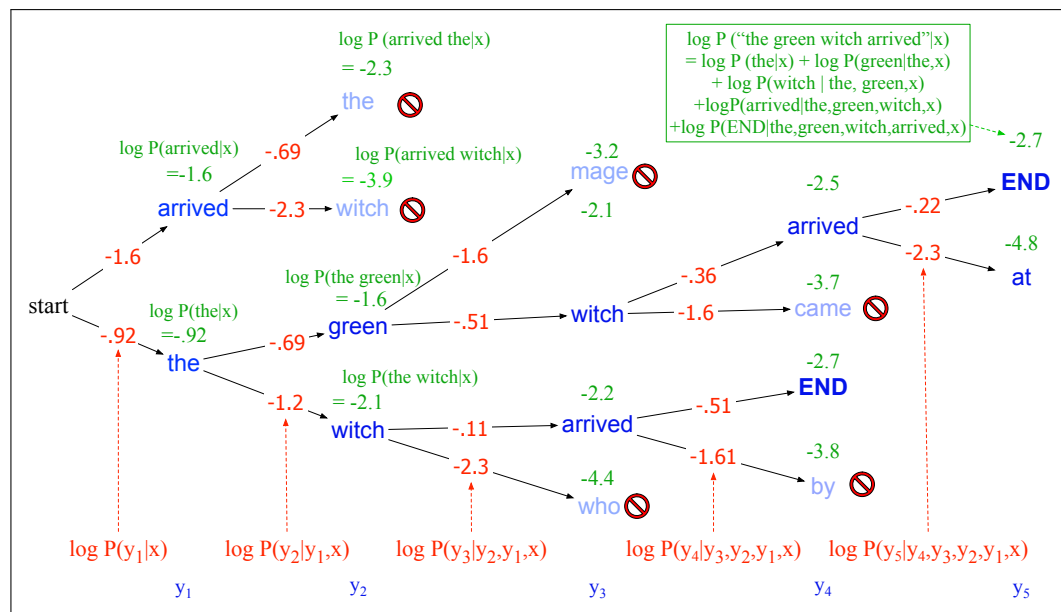 log P (arrived the|x)
= -2.3
the
log P(arrived|x)
=-1.6
-.69
log P(arrived witch|x)
= -3.9
arrived
-2.3
witch
-1.6
start
log P (“the green witch arrived”|x)
= log P (the|x) + log P(green|the,x)
+ log P(witch | the, green,x)
+logP(arrived|the,green,witch,x)
+log P(END|the,green,witch,arrived,x)
-2.7
-3.2
mage
-2.1
-2.5
END
-.22
arrived
-2.3
-4.8
at
-1.6
-.36
log P(the green|x)
= -1.6
green
-.51
witch
-1.6
-3.7
came
log P(the|x)
=-.92
-.92
the
-.69
-1.2
log P(the witch|x)
= -2.1
witch
-.11
-2.2
arrived
-.51
-2.7
END
-2.3
-1.61
-4.4
who
-3.8
by
log P(y₁|x)
log P(y₂|y₁,x)
log P(y₃|y₂,y₁,x)
log P(y₄|y₃,y₂,y₁,x)
log P(y₅|y₄,y₃,y₂,y₁,x)
y₁
y₂
y₃
y₄
y₅